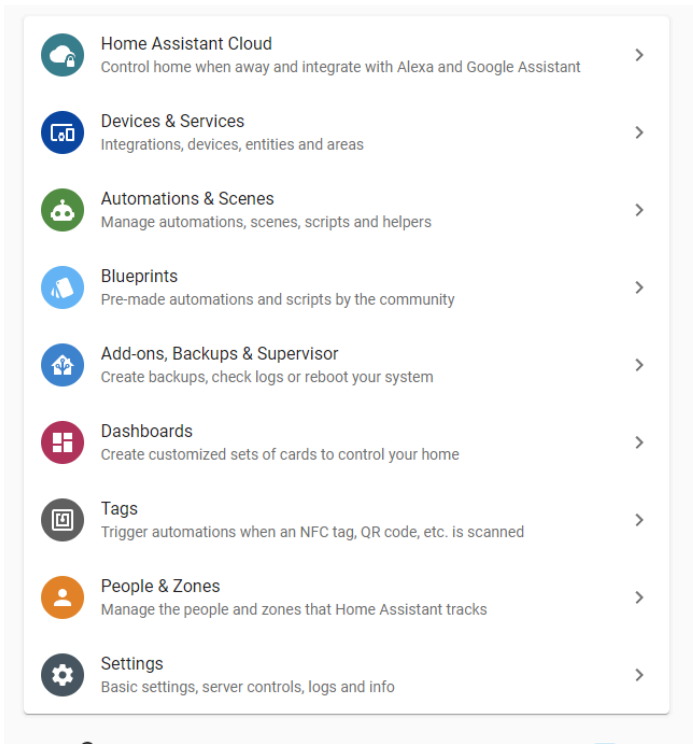 Home Assistant Cloud
Control home when away and integrate with Alexa and Google Assistant
Devices & Services
Integrations, devices, entities and areas
Automations & Scenes
Manage automations, scenes, scripts and helpers
Blueprints
Pre-made automations and scripts by the community
Add-ons, Backups & Supervisor
Create backups, check logs or reboot your system
Dashboards
Create customized sets of cards to control your home
Tags
Trigger automations when an NFC tag, QR code, etc. is scanned
People & Zones
Manage the people and zones that Home Assistant tracks
Settings
Basic settings, server controls, logs and info